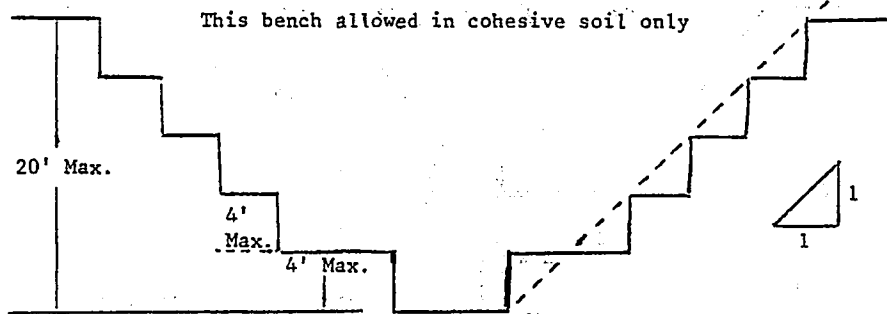 This bench allowed in cohesive soil only
20' Max.
4'
Max.
4' Max.
1
1